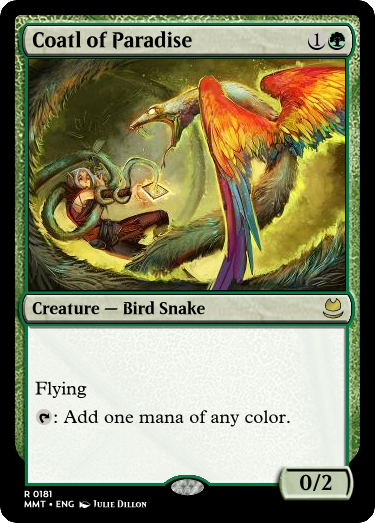 Coatl of Paradise 1
Creature — Bird Snake
Flying
: Add one mana of any color.
0/2
R 0181
MMT • ENG JULIE DILLON